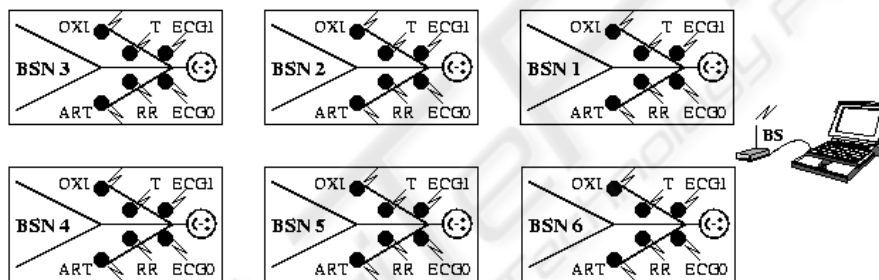 OXI T ECG1
BSN 3
ART RR ECG0
OXI T ECG1
BSN 2
ART RR ECG0
OXI T ECG1
BSN 1
ART RR ECG0
BS
OXI T ECG1
BSN 4
ART RR ECG0
OXI T ECG1
BSN 5
ART RR ECG0
OXI T ECG1
BSN 6
ART RR ECG0